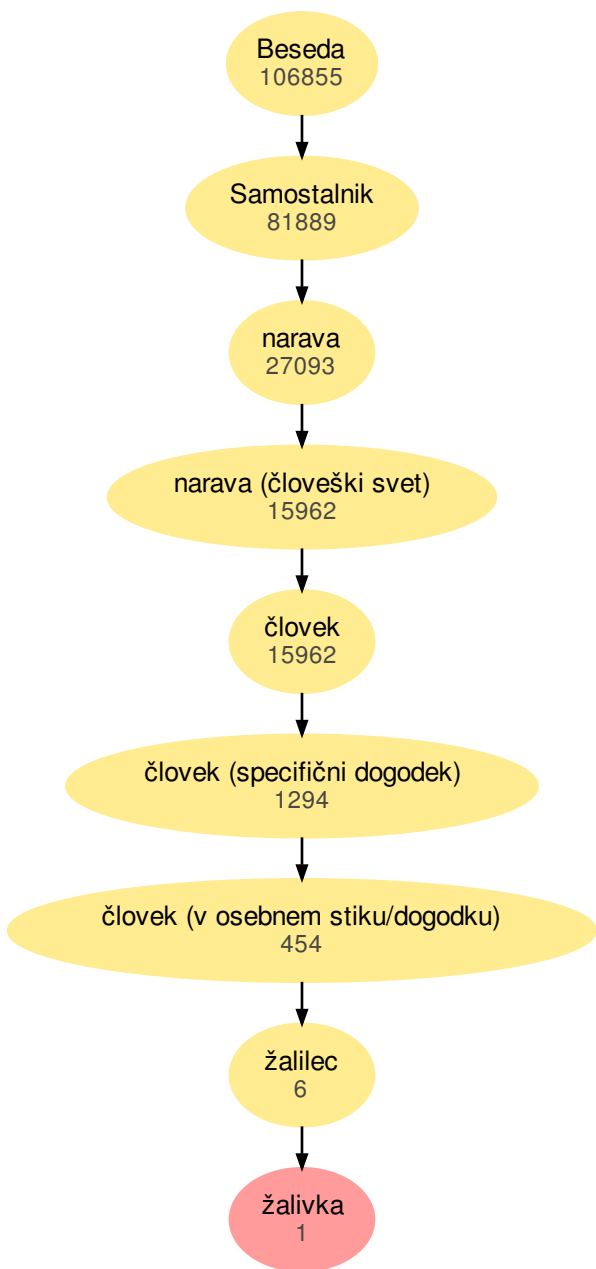 Beseda
106855
Samostalnik
81889
narava
27093
narava (človeški svet)
15962
človek
15962
človek (specifični dogodek)
1294
človek (v osebnem stiku/dogodku)
454
žalilec
6
žalivka
1